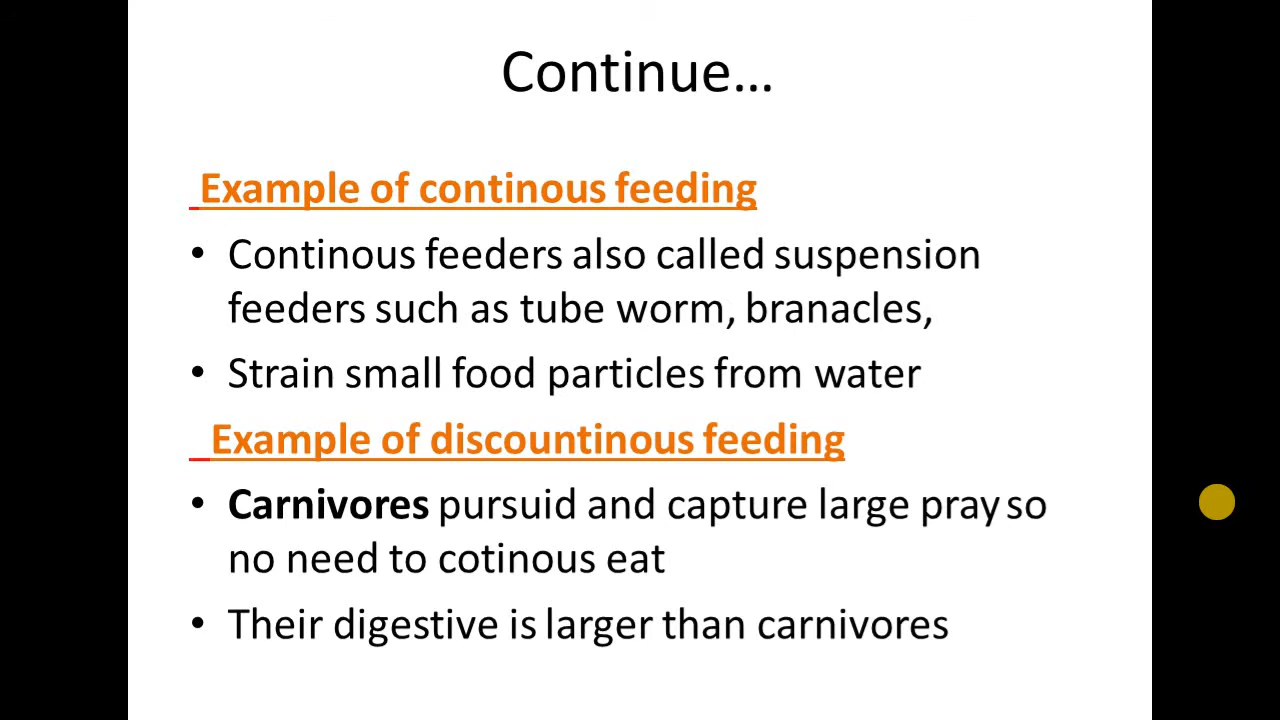 Continue…
Example of continous feeding
• Continous feeders also called suspension
feeders such as tube worm, branacles,
• Strain small food particles from water
Example of discountinous feeding
• Carnivores pursuid and capture large pray so
no need to cotinous eat
• Their digestive is larger than carnivores